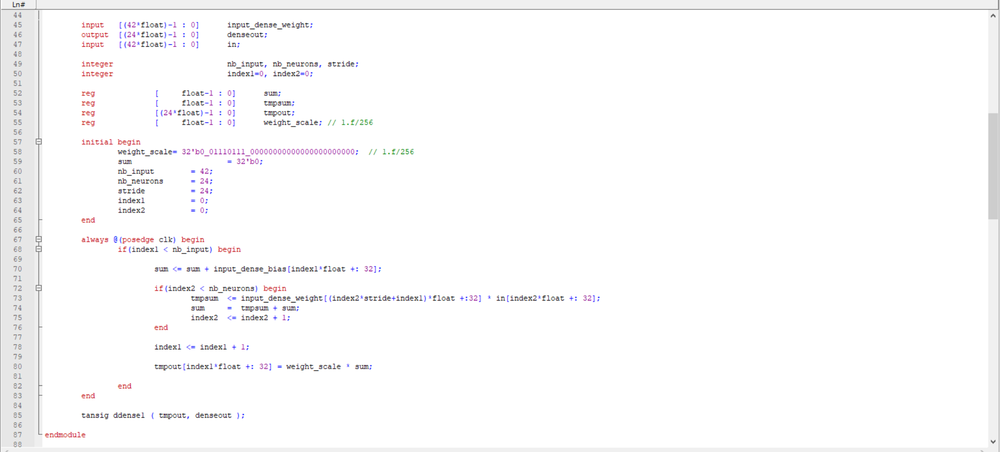 Ln#
44
45 input [(42*float)-1 : 0] input_dense_weight;
46 output [(24*float)-1 : 0] denseout;
47 input [(42*float)-1 : 0] in;
48
49 integer nb_input, nb_neurons, stride;
50 integer index1=0, index2=0;
51
52 reg [ float-1 : 0] sum;
53 reg [ float-1 : 0] tmpsum;
54 reg [(24*float)-1 : 0] tmpout;
55 reg [ float-1 : 0] weight_scale; // 1.f/256
56
57 initial begin
58 weight_scale= 32'b0_01110111_00000000000000000000000; // 1.f/256
59 sum = 32'b0;
60 nb_input = 42;
61 nb_neurons = 24;
62 stride = 24;
63 index1 = 0;
64 index2 = 0;
65 end
66
67 always @(posedge clk) begin
68 if(index1 < nb_input) begin
69
70 sum <= sum + input_dense_bias[index1*float +: 32];
71
72 if(index2 < nb_neurons) begin
73 tmpsum <= input_dense_weight[(index2*stride+index1)*float +:32] * in[index2*float +: 32];
74 sum = tmpsum + sum;
75 index2 <= index2 + 1;
76 end
77
78 index1 <= index1 + 1;
79
80 tmpout[index1*float +: 32] = weight_scale * sum;
81
82 end
83 end
84
85 tansig ddense1 ( tmpout, denseout );
86
87 endmodule
88